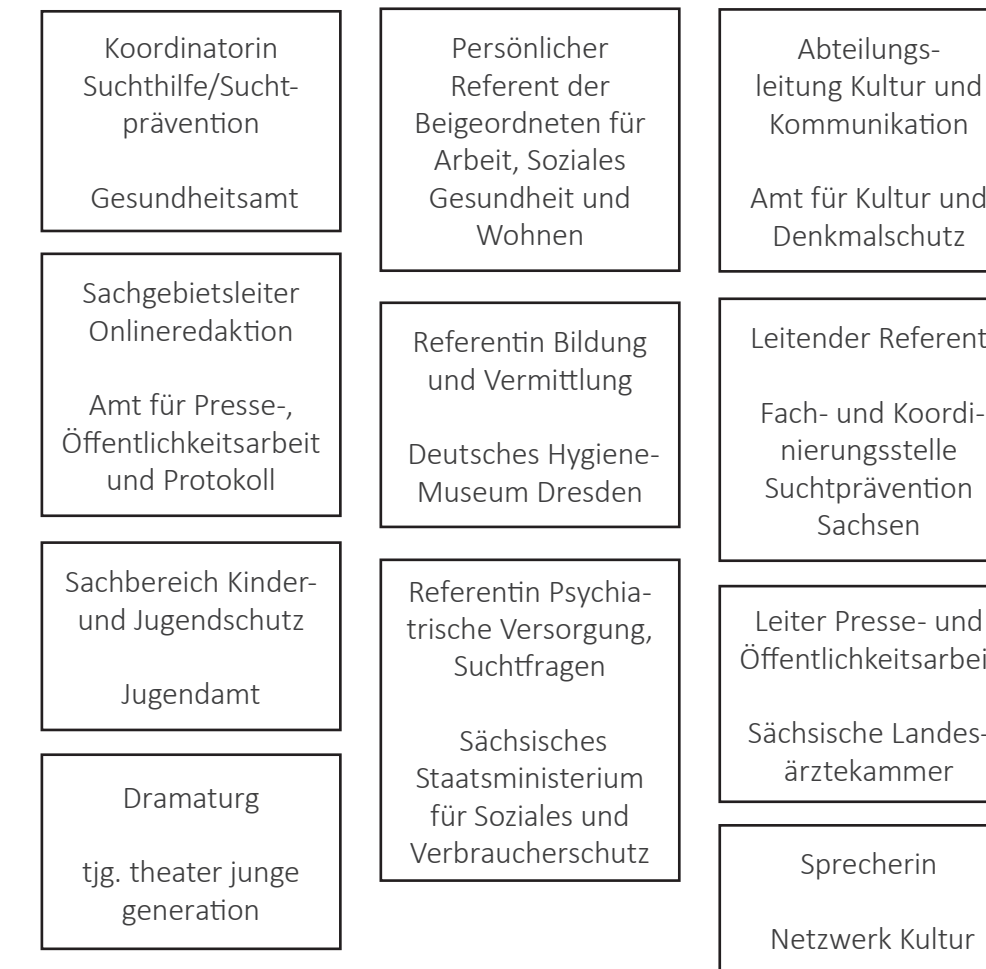 Koordinatorin
Suchthilfe/Sucht-
prävention
Gesundheitsamt
Sachgebietsleiter
Onlineredaktion
Amt für Presse-,
Öffentlichkeitsarbeit
und Protokoll
Sachbereich Kinder-
und Jugendschutz
Jugendamt
Dramaturg
tjg. theater junge
generation
Persönlicher
Referent der
Beigeordneten für
Arbeit, Soziales
Gesundheit und
Wohnen
Referentin Bildung
und Vermittlung
Deutsches Hygiene-
Museum Dresden
Referentin Psychia-
trische Versorgung,
Suchtfragen
Sächsisches
Staatsministerium
für Soziales und
Verbraucherschutz
Abteilungs-
leitung Kultur und
Kommunikation
Amt für Kultur und
Denkmalschutz
Leitender Referent
Fach- und Koordi-
nierungsstelle
Suchtprävention
Sachsen
Leiter Presse- und
Öffentlichkeitsarbeit
Sächsische Landes-
ärztekammer
Sprecherin
Netzwerk Kultur